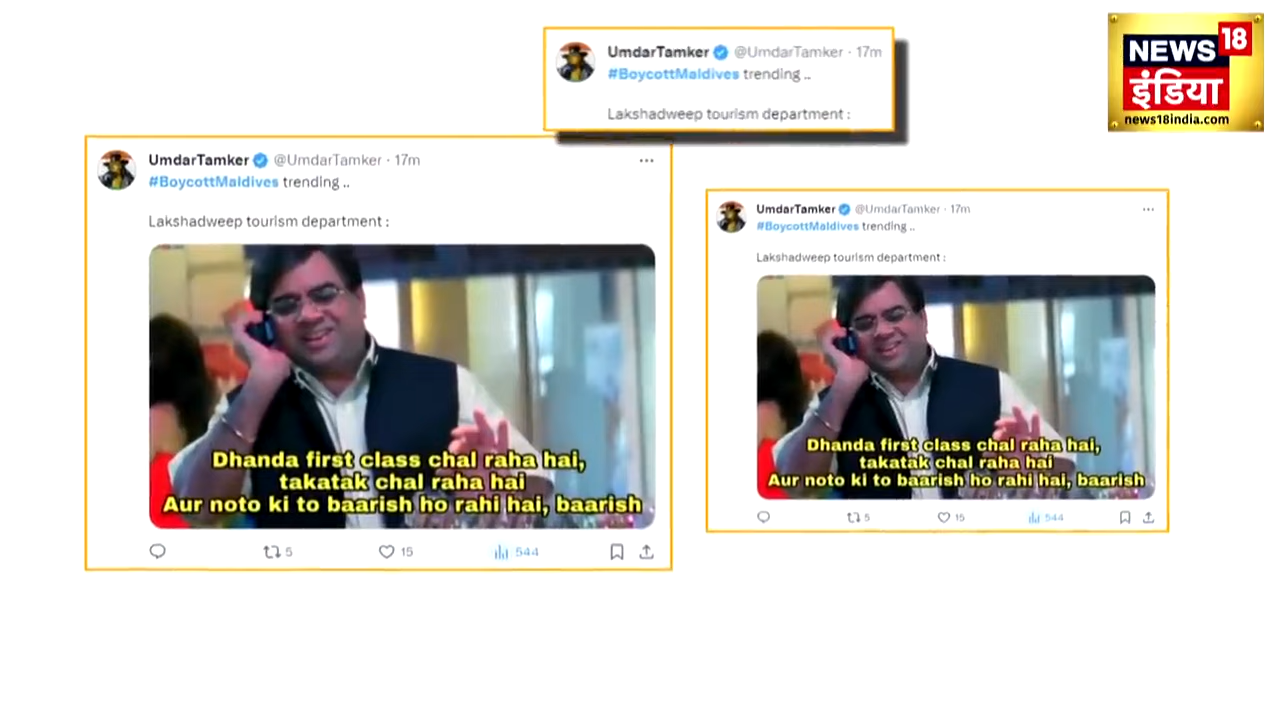 UmdarTamker @UmdarTamker · 17m
#BoycottMaldives trending ..
Lakshadweep tourism department :
NEWS 18
इंडिया
news18india.com
UmdarTamker @UmdarTamker · 17m
#BoycottMaldives trending ..
Lakshadweep tourism department :
Dhanda first class chal raha hai,
takatak chal raha hai
Aur noto ki to baarish ho rahi hai, baarish
5 15 544
UmdarTamker @UmdarTamker · 17m
#BoycottMaldives trending ..
Lakshadweep tourism department :
Dhanda first class chal raha hai,
takatak chal raha hai
Aur noto ki to baarish ho rahi hai, baarish
5 15 544